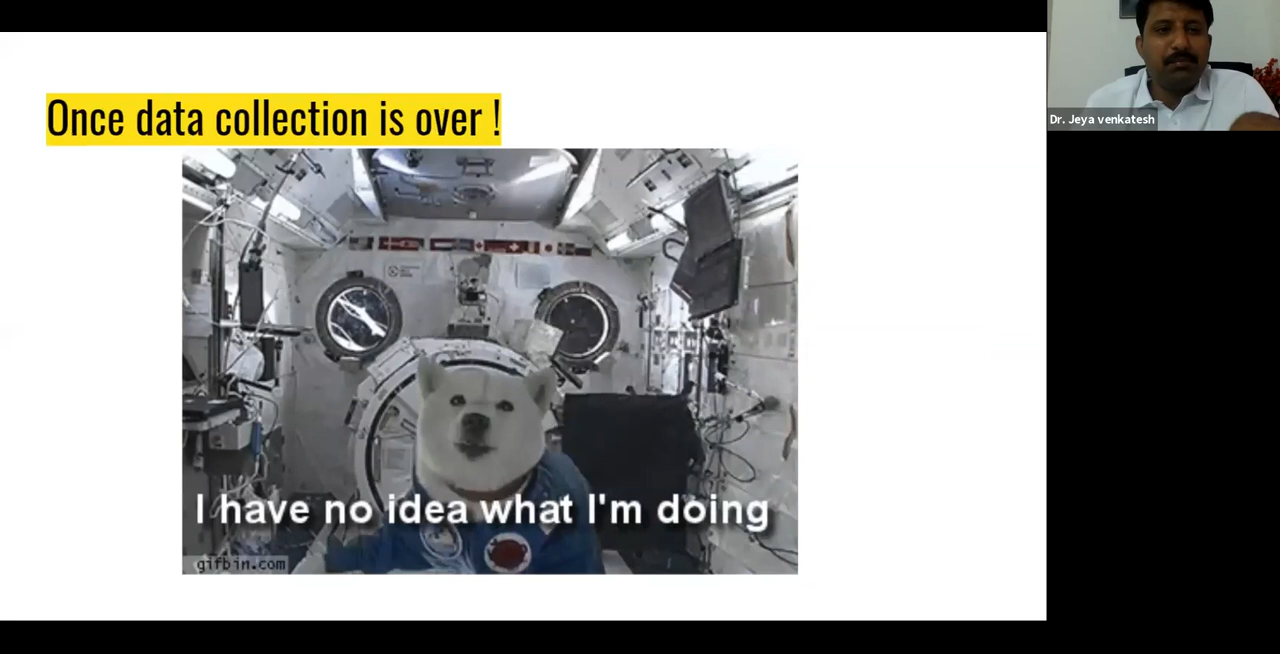 Once data collection is over !
Dr. Jeya venkatesh
I have no idea what I'm doing
gifbin.com